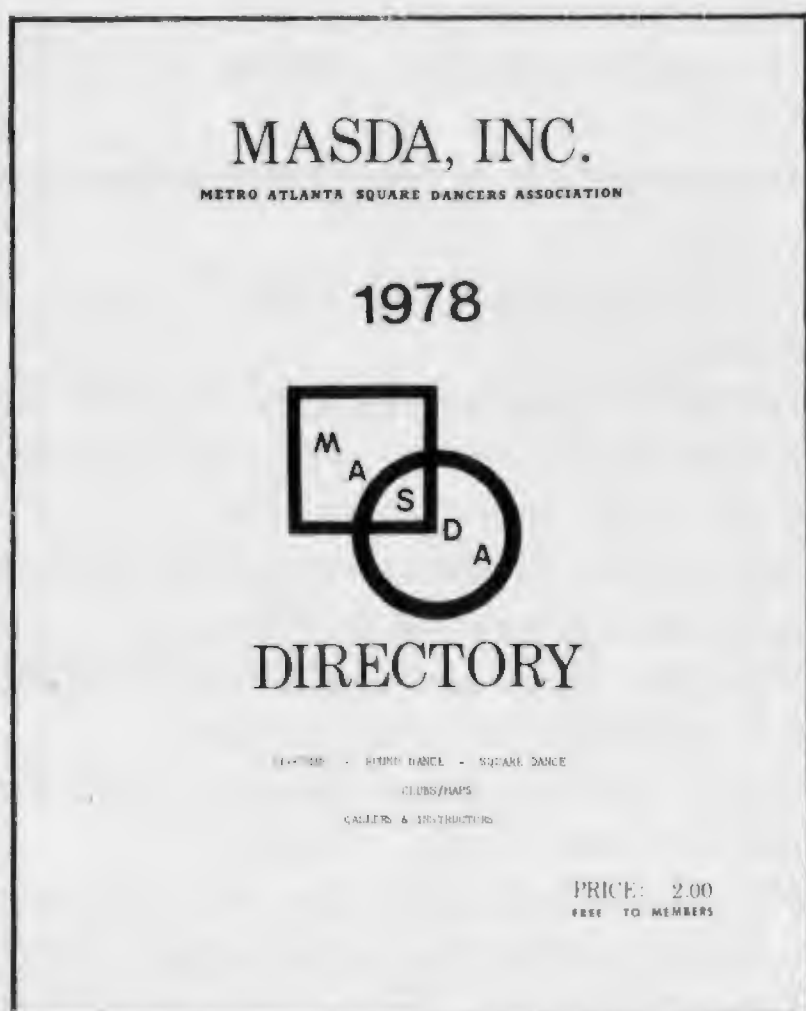 MASDA, INC.
METRO ATLANTA SQUARE DANCERS ASSOCIATION
1978
M
A
S
D
A
DIRECTORY
- ROUND DANCE - SQUARE DANCE
CLUBS/MAPS
CALLERS & INSTRUCTORS
PRICE: 2.00
FREE TO MEMBERS